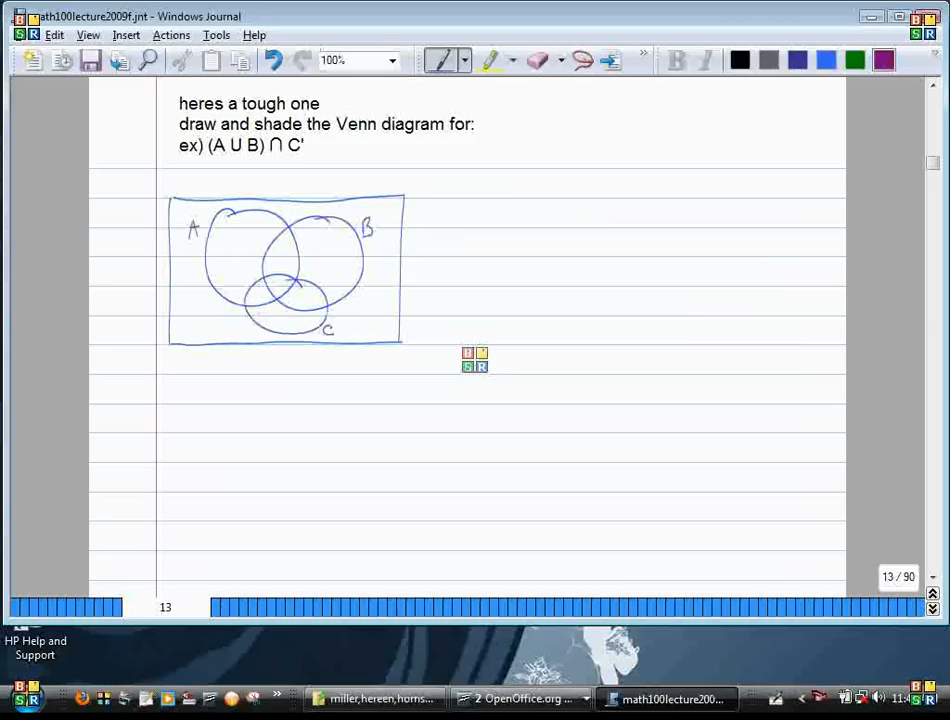 math100lecture2009f.jnt - Windows Journal
Edit View Insert Actions Tools Help
100%
heres a tough one
draw and shade the Venn diagram for:
ex) (A U B) ∩ C'
A
B
C
B
S R
13 / 90
13
HP Help and
Support
miller,hereen,horns...
2 OpenOffice.org ...
math100lecture200...